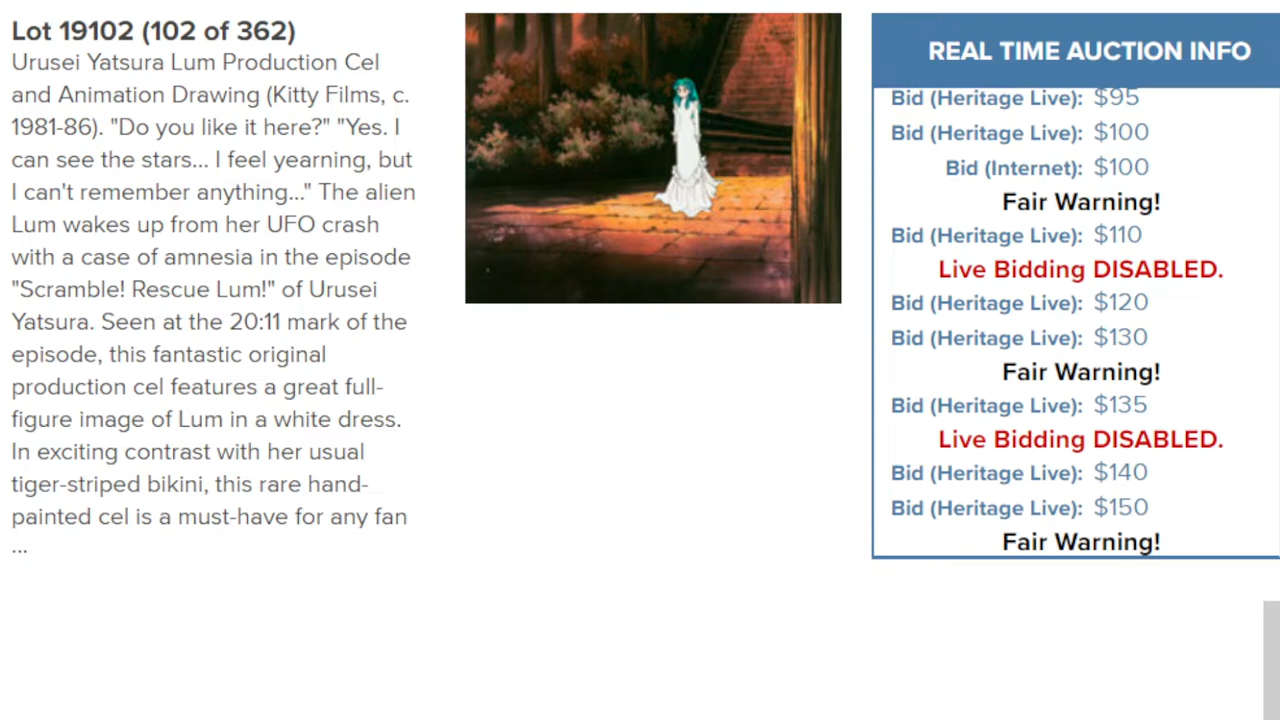 Lot 19102 (102 of 362)
Urusei Yatsura Lum Production Cel
and Animation Drawing (Kitty Films, c.
1981-86). "Do you like it here?" "Yes. I
can see the stars... I feel yearning, but
I can't remember anything..." The alien
Lum wakes up from her UFO crash
with a case of amnesia in the episode
"Scramble! Rescue Lum!" of Urusei
Yatsura. Seen at the 20:11 mark of the
episode, this fantastic original
production cel features a great full-
figure image of Lum in a white dress.
In exciting contrast with her usual
tiger-striped bikini, this rare hand-
painted cel is a must-have for any fan
...
REAL TIME AUCTION INFO
Bid (Heritage Live): $95
Bid (Heritage Live): $100
Bid (Internet): $100
Fair Warning!
Bid (Heritage Live): $110
Live Bidding DISABLED.
Bid (Heritage Live): $120
Bid (Heritage Live): $130
Fair Warning!
Bid (Heritage Live): $135
Live Bidding DISABLED.
Bid (Heritage Live): $140
Bid (Heritage Live): $150
Fair Warning!